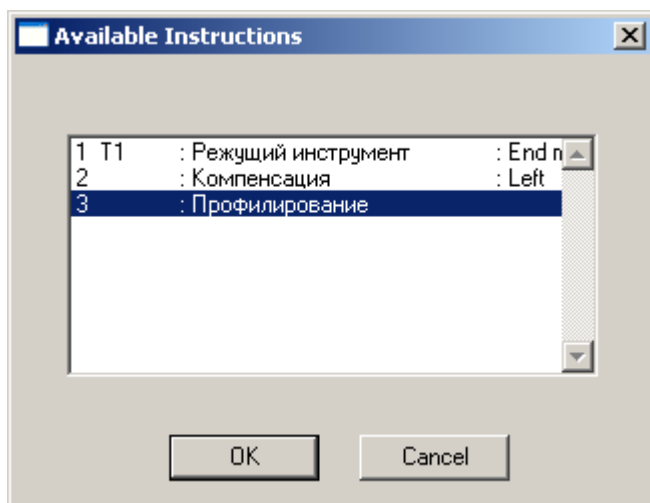 Available Instructions
1 T1 : Режущий инструмент : End
2 : Компенсация : Left
3 : Профилирование
OK Cancel